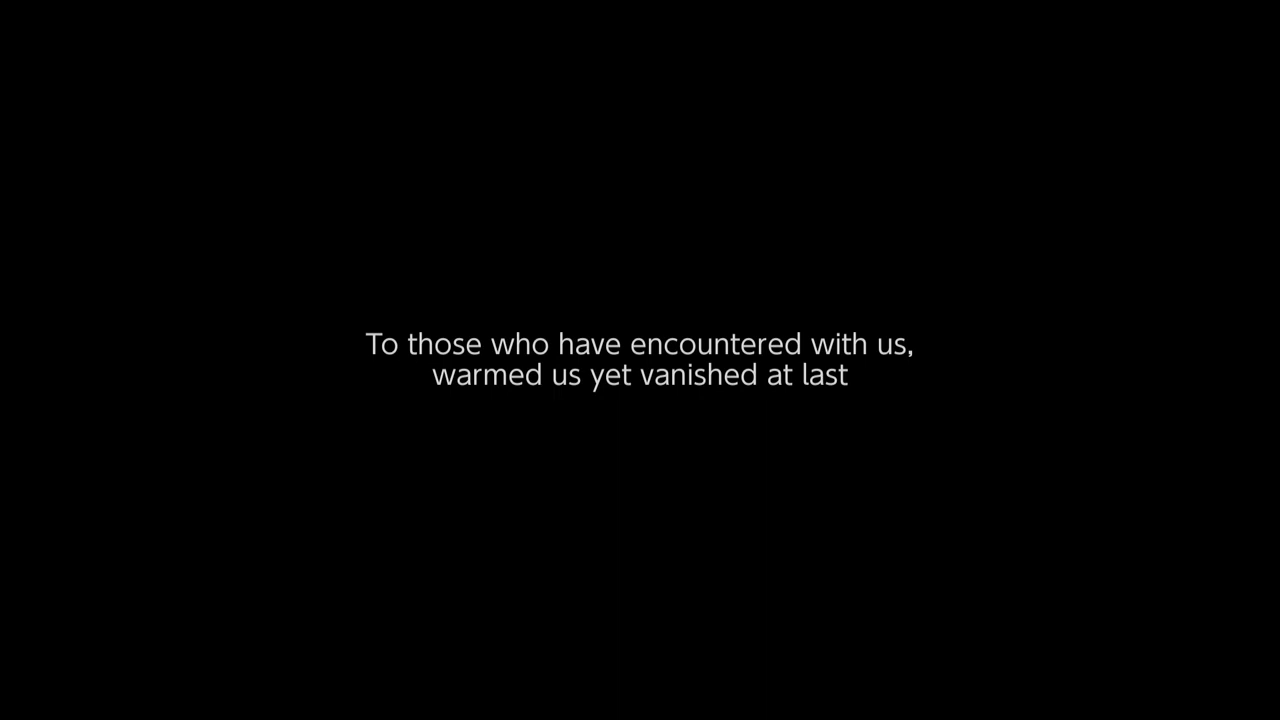 To those who have encountered with us,
warmed us yet vanished at last